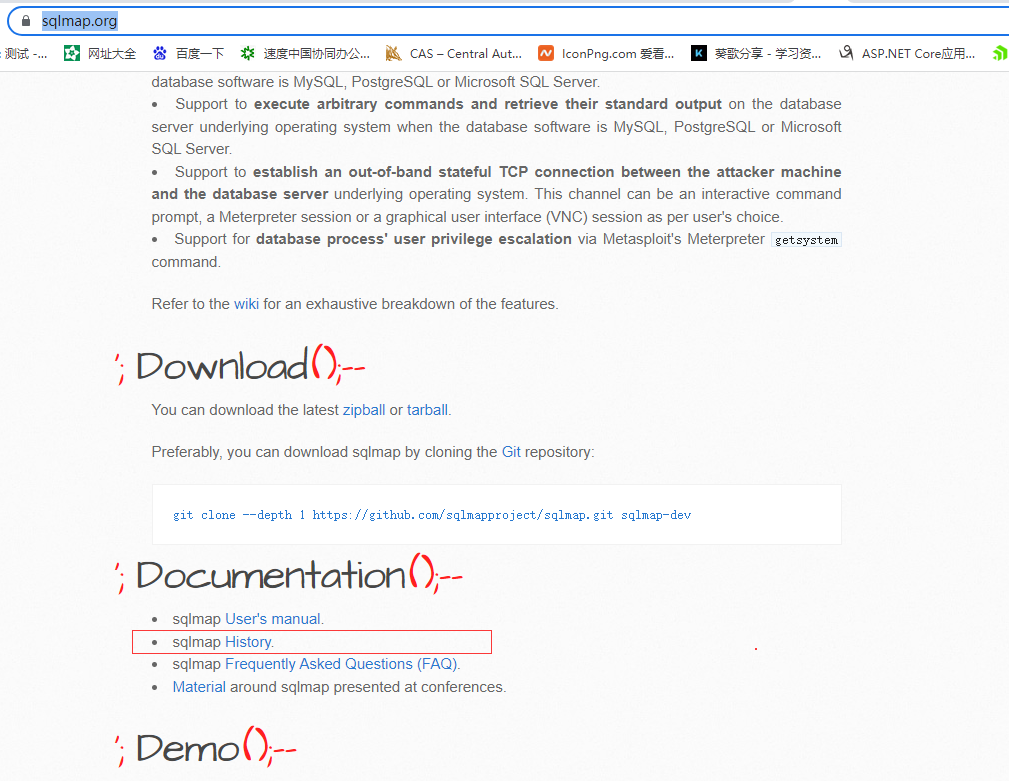 sqlmap.org
测试 -... 网址大全 百度一下 速度中国协同办公... CAS – Central Aut... IconPng.com 爱看... K 葵歌分享 - 学习资... ASP.NET Core应用...
database software is MySQL, PostgreSQL or Microsoft SQL Server.
• Support to execute arbitrary commands and retrieve their standard output on the database
server underlying operating system when the database software is MySQL, PostgreSQL or Microsoft
SQL Server.
• Support to establish an out-of-band stateful TCP connection between the attacker machine
and the database server underlying operating system. This channel can be an interactive command
prompt, a Meterpreter session or a graphical user interface (VNC) session as per user's choice.
• Support for database process' user privilege escalation via Metasploit's Meterpreter getsystem
command.
Refer to the wiki for an exhaustive breakdown of the features.
'; Download();--
You can download the latest zipball or tarball.
Preferably, you can download sqlmap by cloning the Git repository:
git clone --depth 1 https://github.com/sqlmapproject/sqlmap.git sqlmap-dev
'; Documentation();--
• sqlmap User's manual.
• sqlmap History.
• sqlmap Frequently Asked Questions (FAQ).
• Material around sqlmap presented at conferences.
'; Demo();--